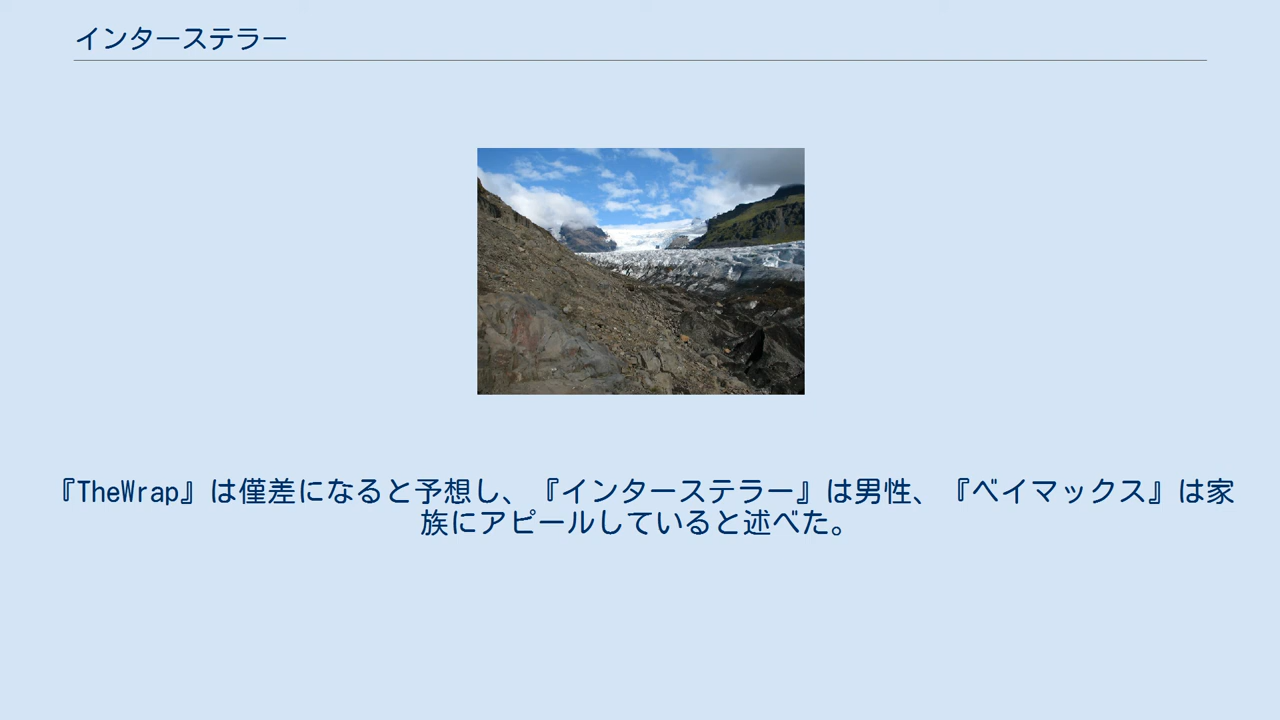 インターステラー
『TheWrap』は僅差になると予想し、『インターステラー』は男性、『ベイマックス』は家
族にアピールしていると述べた。